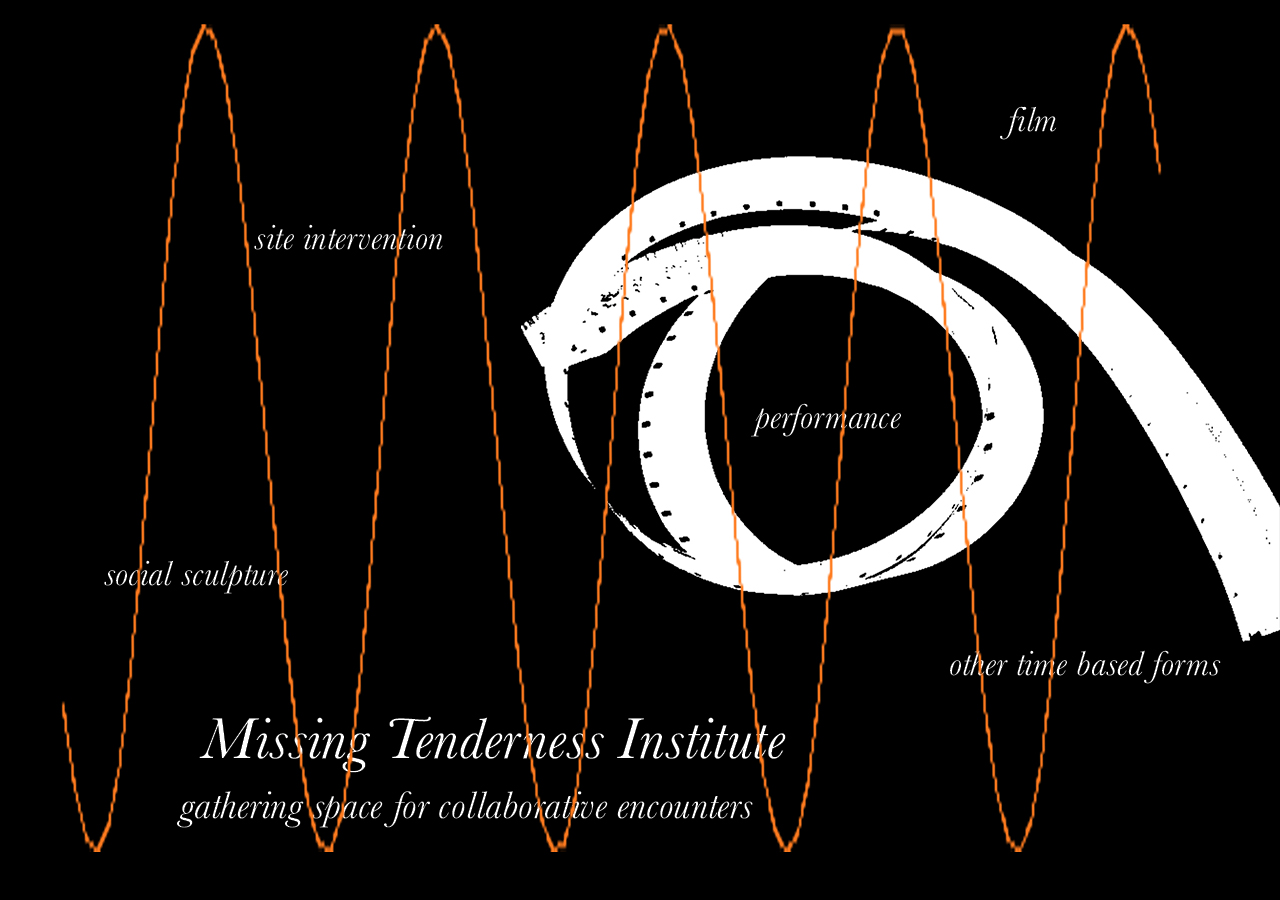 film
site intervention
performance
social sculpture
other time based forms
Missing Tenderness Institute
gathering space for collaborative encounters